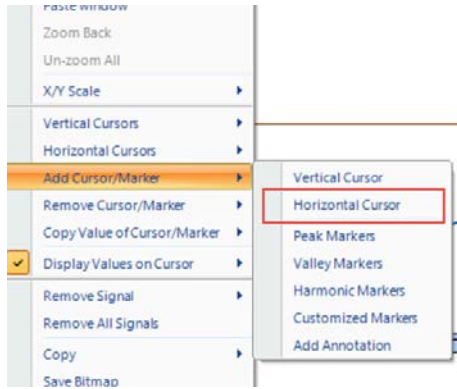 Paste window
Zoom Back
Un-zoom All
X/Y Scale
Vertical Cursors
Horizontal Cursors
Add Cursor/Marker
Remove Cursor/Marker
Copy Value of Cursor/Marker
Display Values on Cursor
Remove Signal
Remove All Signals
Copy
Save Bitmap
Vertical Cursor
Horizontal Cursor
Peak Markers
Valley Markers
Harmonic Markers
Customized Markers
Add Annotation